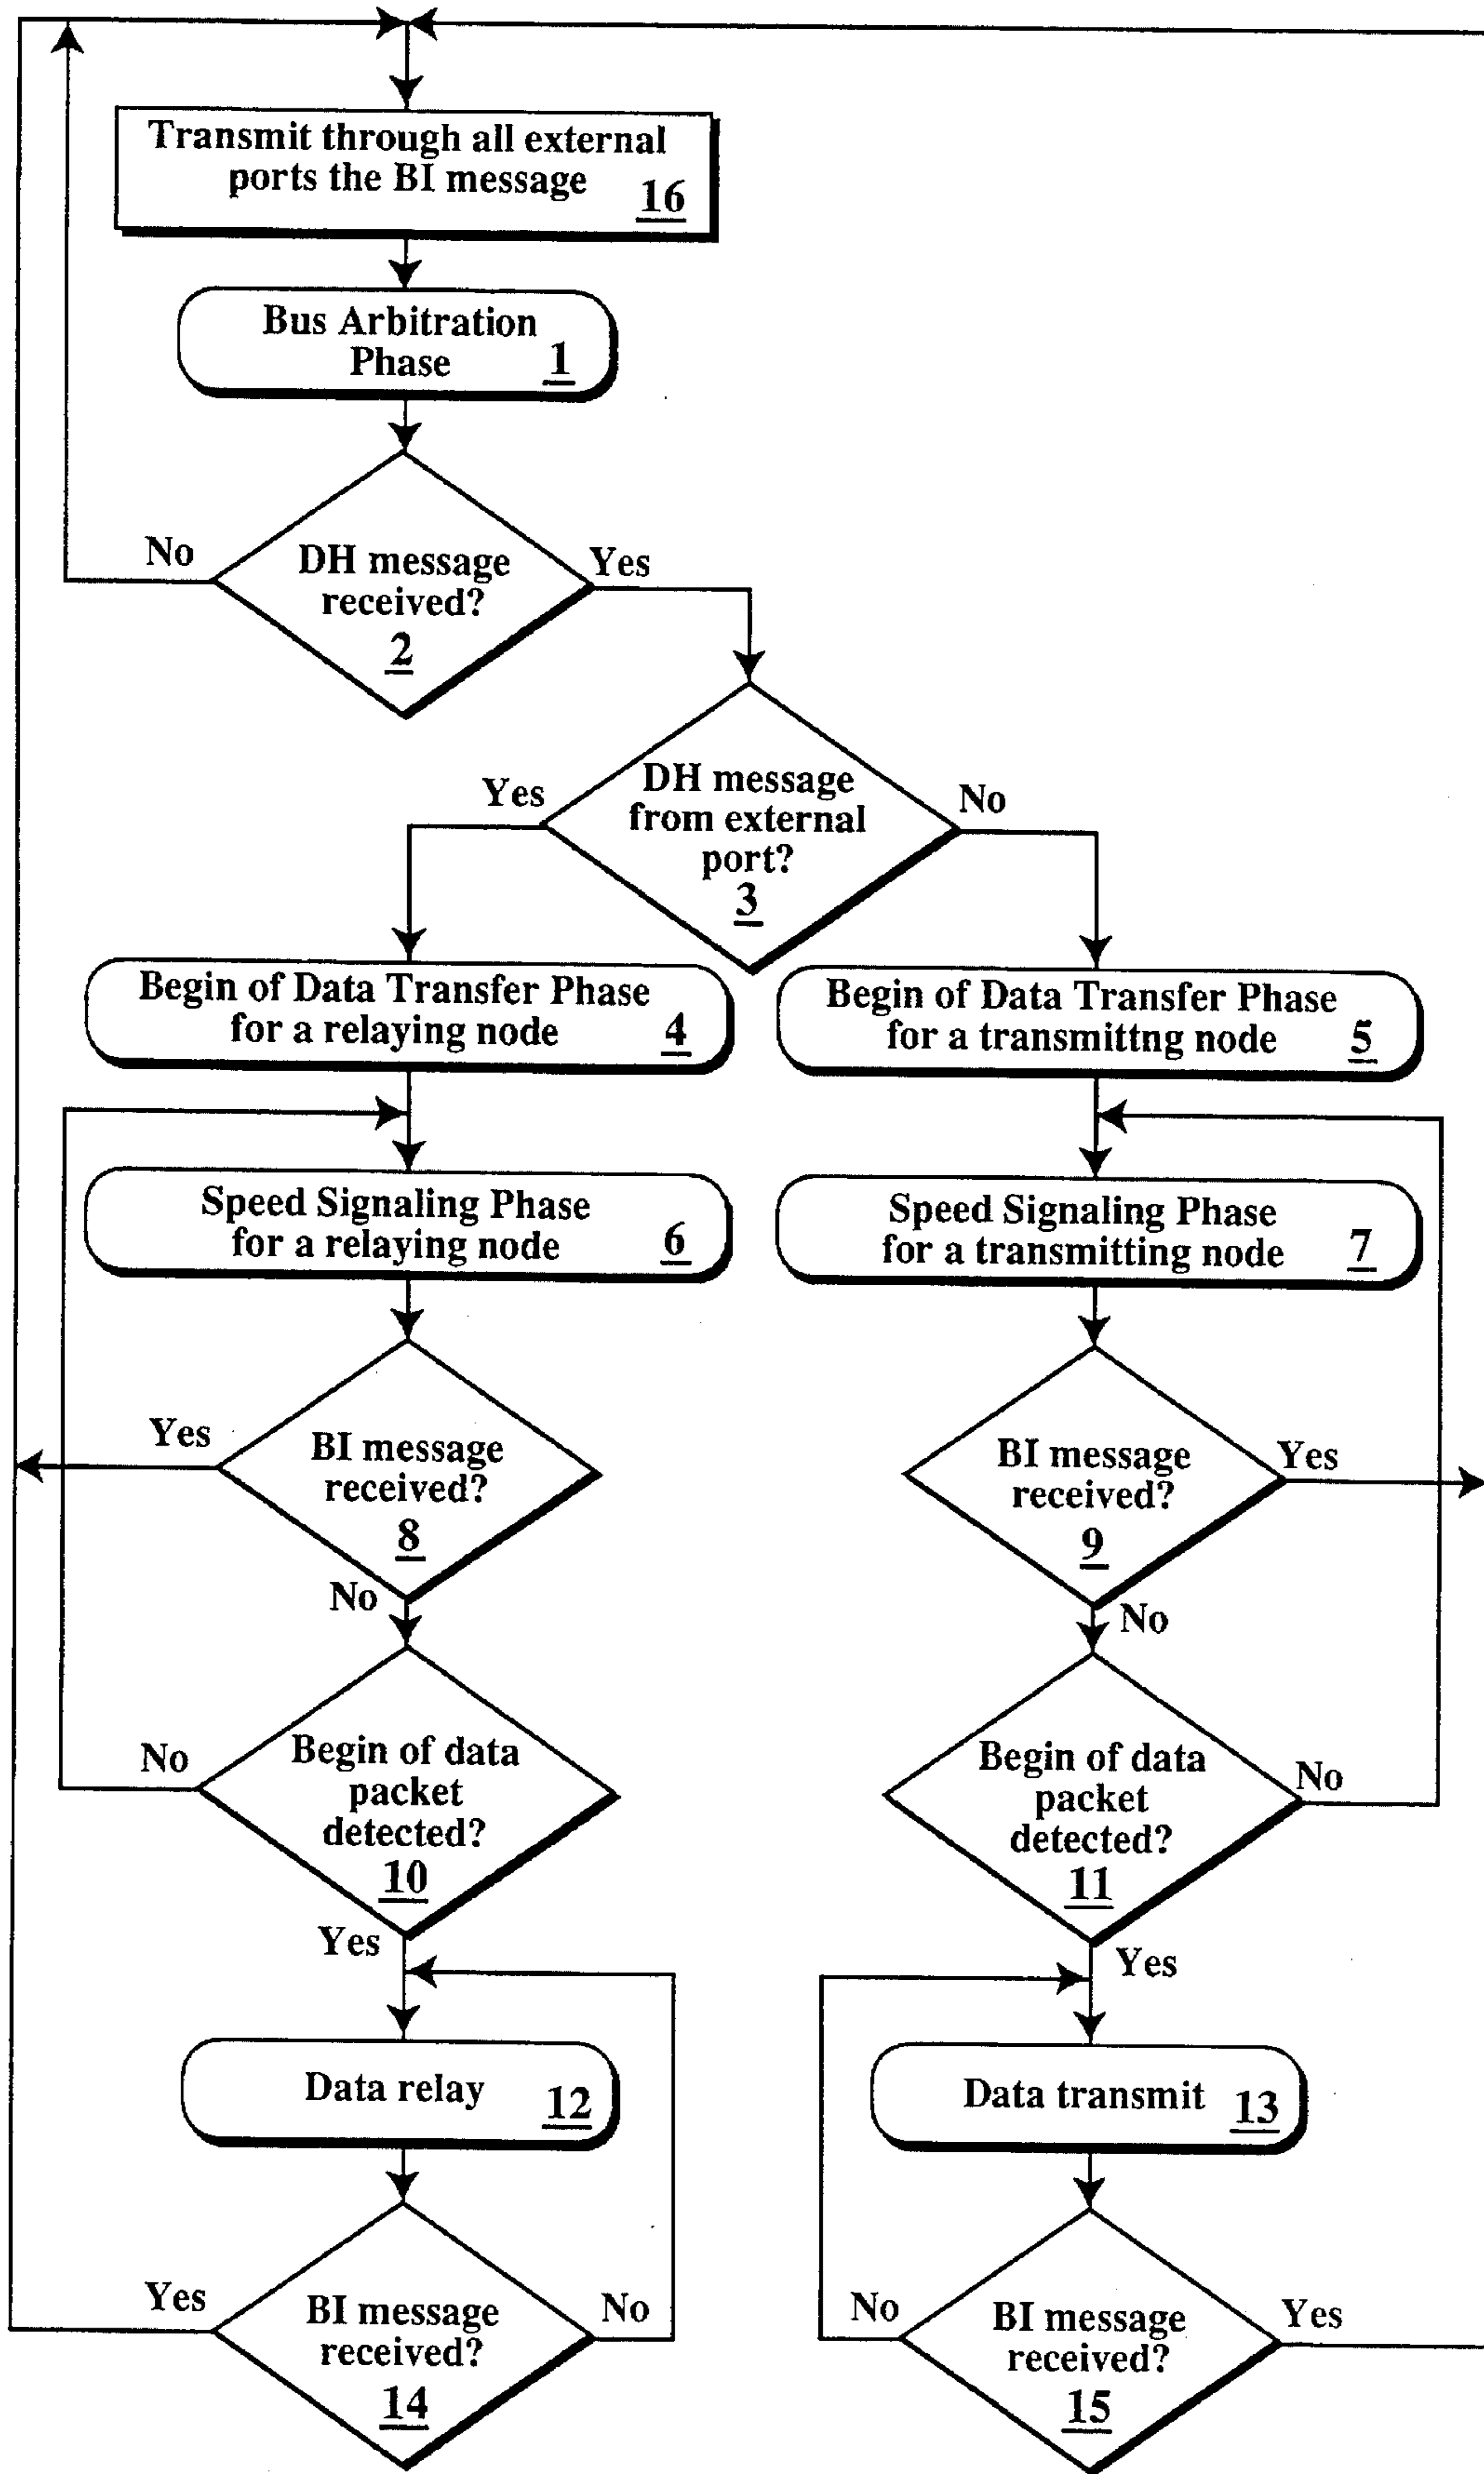 Transmit through all external
ports the BI message
16
Bus Arbitration
Phase
1
No
DH message
received?
2
Yes
Yes
DH message
from external
port?
3
No
Begin of Data Transfer Phase
for a relaying node
4
Begin of Data Transfer Phase
for a transmittng node
5
Speed Signaling Phase
for a relaying node
6
Speed Signaling Phase
for a transmitting node
7
Yes
BI message
received?
8
No
BI message
received?
9
Yes
No
No
Begin of data
packet
detected?
10
Yes
Begin of data
packet
detected?
11
No
Yes
Data relay
12
Data transmit
13
Yes
BI message
received?
14
No
No
BI message
received?
15
Yes